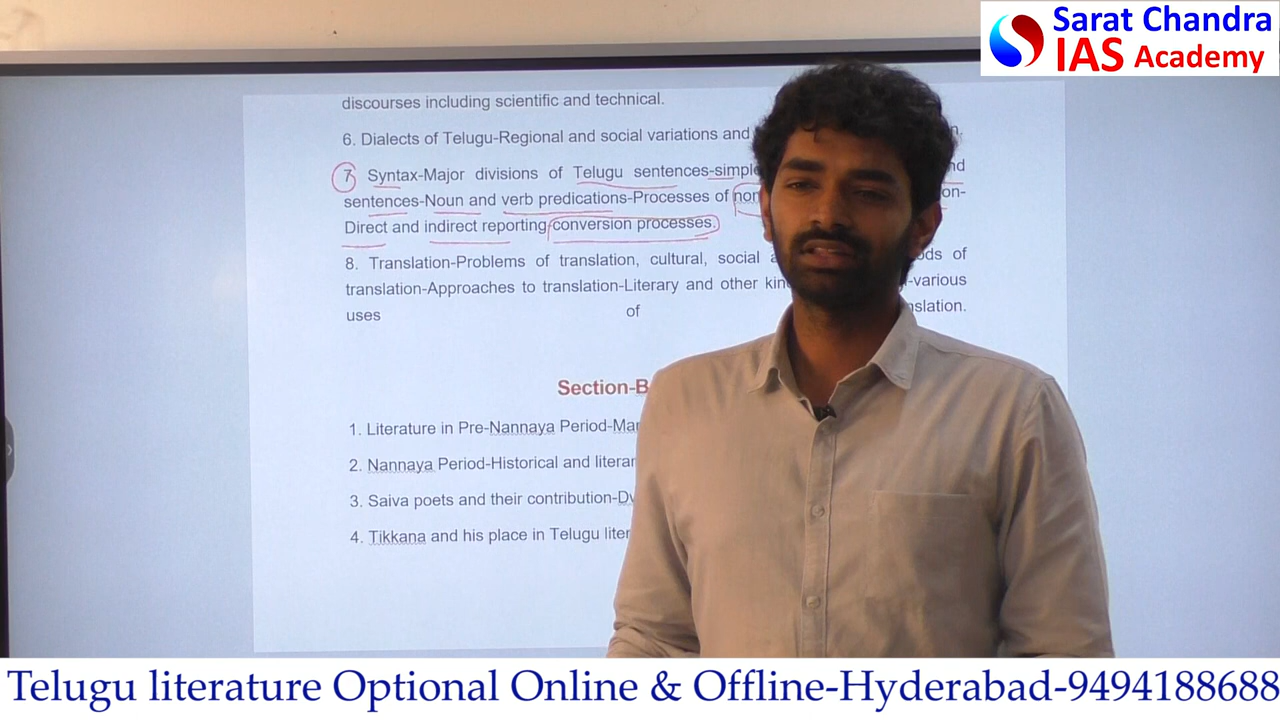 Sarat Chandra
IAS Academy
discourses including scientific and technical.
6. Dialects of Telugu-Regional and social variations and
7. Syntax-Major divisions of Telugu sentences-simple
sentences-Noun and verb predications-Processes of
Direct and indirect reporting conversion processes.
8. Translation-Problems of translation, cultural, social
translation-Approaches to translation-Literary and other -various
uses of
Section-B
1. Literature in Pre-Nannaya Period-
2. Nannaya Period-Historical and
3. Saiva poets and their contribution-
4. Tikkana and his place in Telugu
Telugu literature Optional Online & Offline-Hyderabad-9494188688